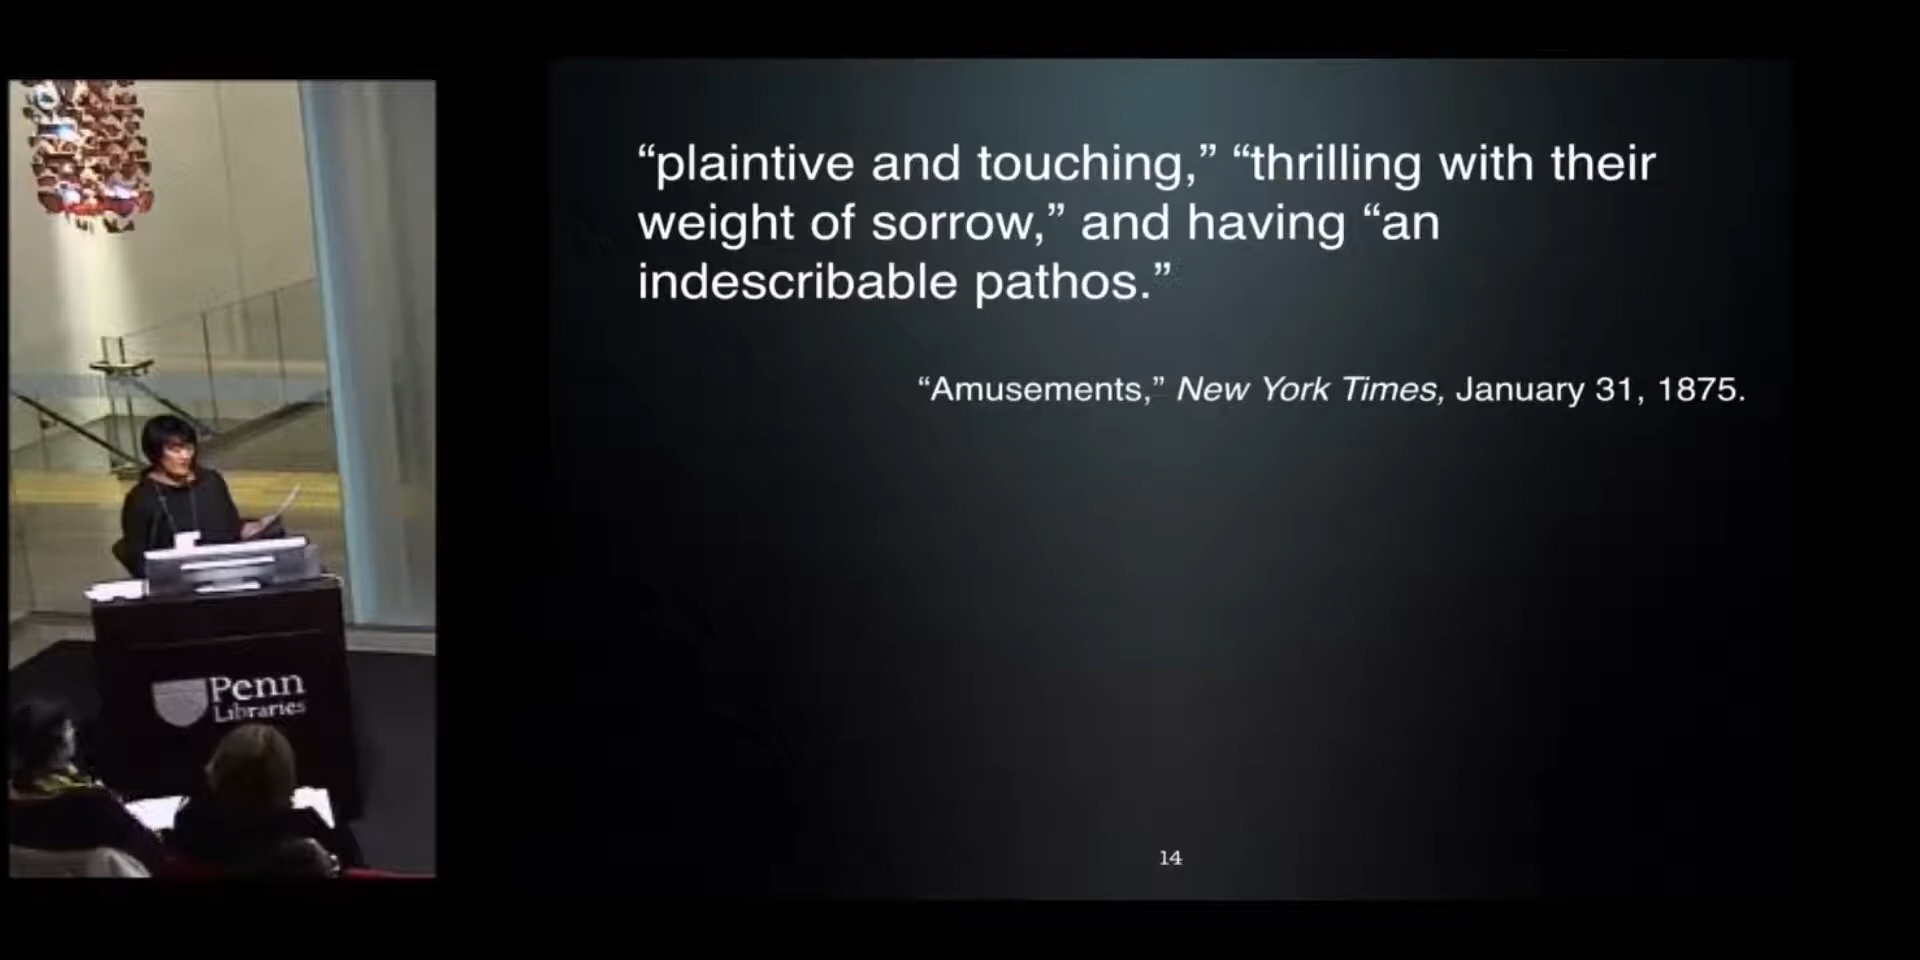 “plaintive and touching,” “thrilling with their
weight of sorrow,” and having “an
indescribable pathos.”
“Amusements,” New York Times, January 31, 1875.
14
Penn
Libraries